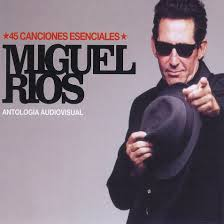 ★45 CANCIONES ESENCIALES★
MIGUEL
RIOS
ANTOLOGIA AUDIOVISUAL